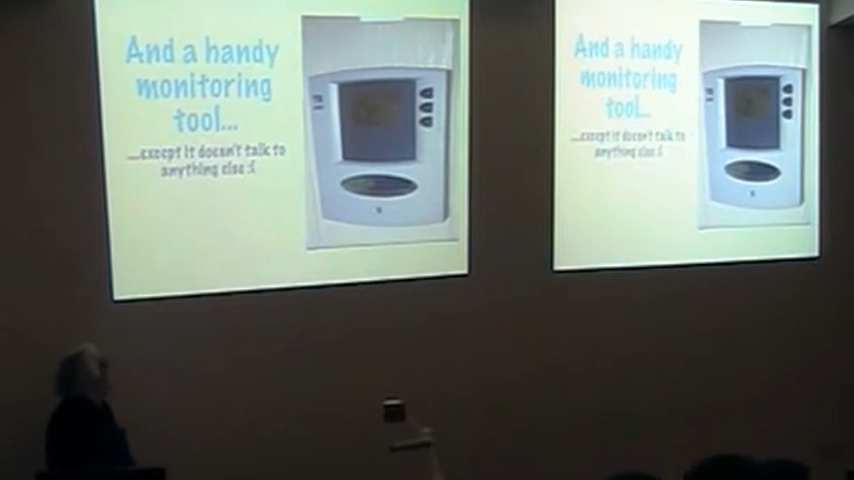 And a handy
monitoring
tool...
...except it doesn't talk to
anything else :(
And a handy
monitoring
tool...
...except it doesn't talk to
anything else :(